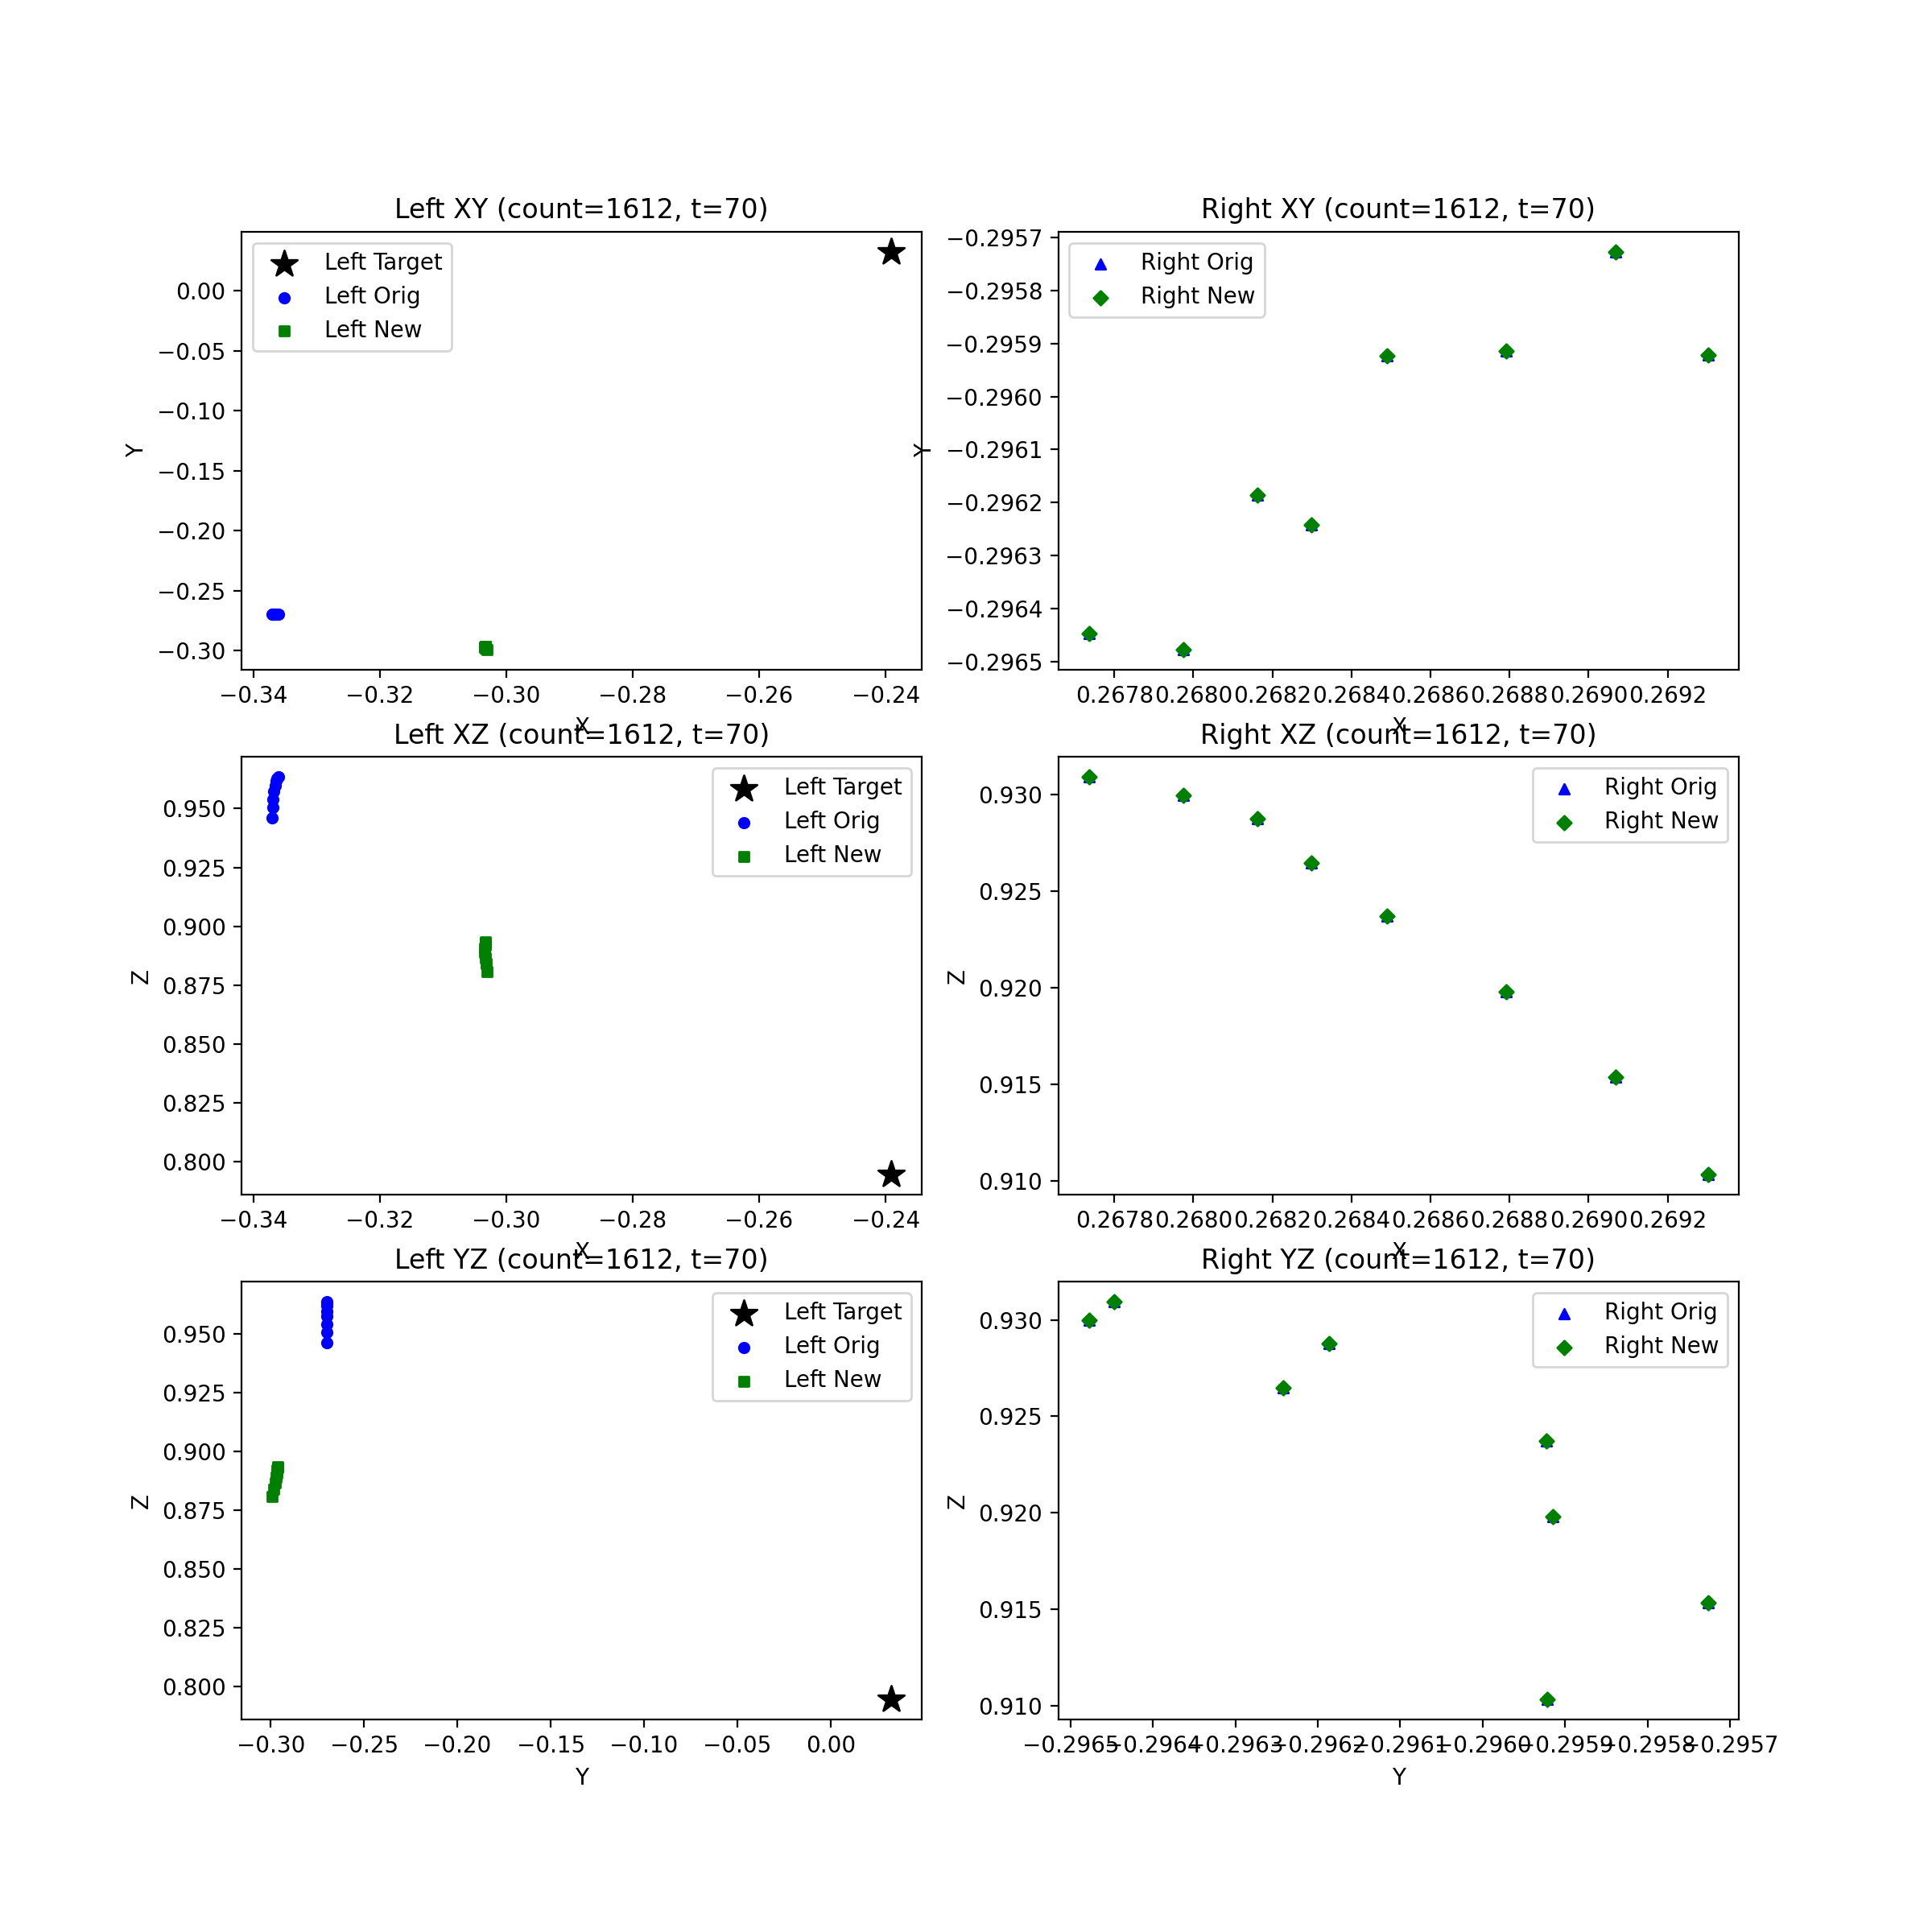 Left XY (count=1612, t=70)
Left Target
Left Orig
Left New
0.00
−0.05
−0.10
−0.15
−0.20
−0.25
−0.30
Y
−0.34 −0.32 −0.30 −0.28 −0.26 −0.24
X
Right XY (count=1612, t=70)
Right Orig
Right New
−0.2957
−0.2958
−0.2959
−0.2960
−0.2961
−0.2962
−0.2963
−0.2964
−0.2965
Y
0.2678 0.2680 0.2682 0.2684 0.2686 0.2688 0.2690 0.2692
X
Left XZ (count=1612, t=70)
Left Target
Left Orig
Left New
0.950
0.925
0.900
0.875
0.850
0.825
0.800
Z
−0.34 −0.32 −0.30 −0.28 −0.26 −0.24
X
Right XZ (count=1612, t=70)
Right Orig
Right New
0.930
0.925
0.920
0.915
0.910
Z
0.2678 0.2680 0.2682 0.2684 0.2686 0.2688 0.2690 0.2692
X
Left YZ (count=1612, t=70)
Left Target
Left Orig
Left New
0.950
0.925
0.900
0.875
0.850
0.825
0.800
Z
−0.30 −0.25 −0.20 −0.15 −0.10 −0.05 0.00
Y
Right YZ (count=1612, t=70)
Right Orig
Right New
0.930
0.925
0.920
0.915
0.910
Z
−0.2965 −0.2964 −0.2963 −0.2962 −0.2961 −0.2960 −0.2959 −0.2958 −0.2957
Y